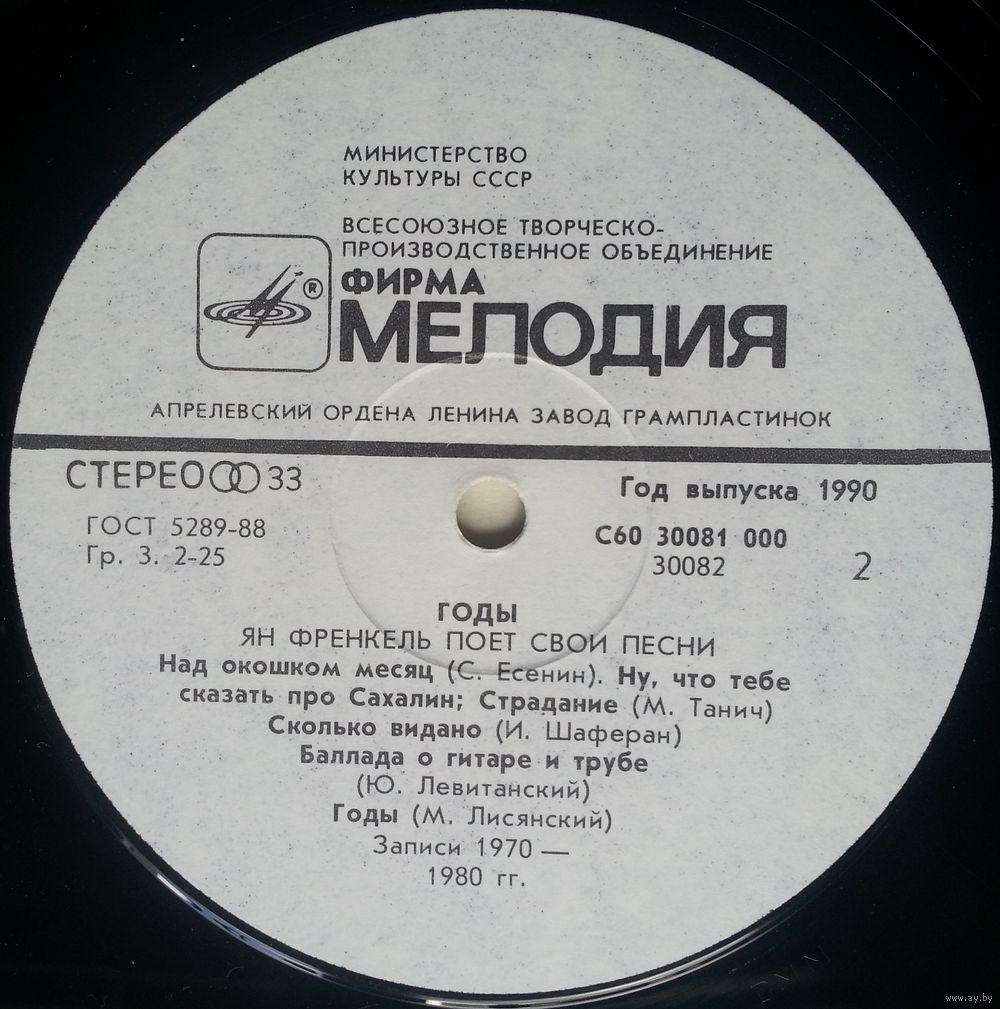 МИНИСТЕРСТВО
КУЛЬТУРЫ СССР
ВСЕСОЮЗНОЕ ТВОРЧЕСКО-
ПРОИЗВОДСТВЕННОЕ ОБЪЕДИНЕНИЕ
ФИРМА
®
МЕЛОДИЯ
АПРЕЛЕВСКИЙ ОРДЕНА ЛЕНИНА ЗАВОД ГРАМПЛАСТИНОК
СТЕРЕО 33
Год выпуска 1990
ГОСТ 5289-88
Гр. 3. 2-25
С60 30081 000
30082
2
ГОДЫ
ЯН ФРЕНКЕЛЬ ПОЕТ СВОИ ПЕСНИ
Над окошком месяц (С. Есенин). Ну, что тебе
сказать про Сахалин; Страдание (М. Танич)
Сколько видано (И. Шаферан)
Баллада о гитаре и трубе
(Ю. Левитанский)
Годы (М. Лисянский)
Записи 1970 —
1980 гг.
www.ay.by